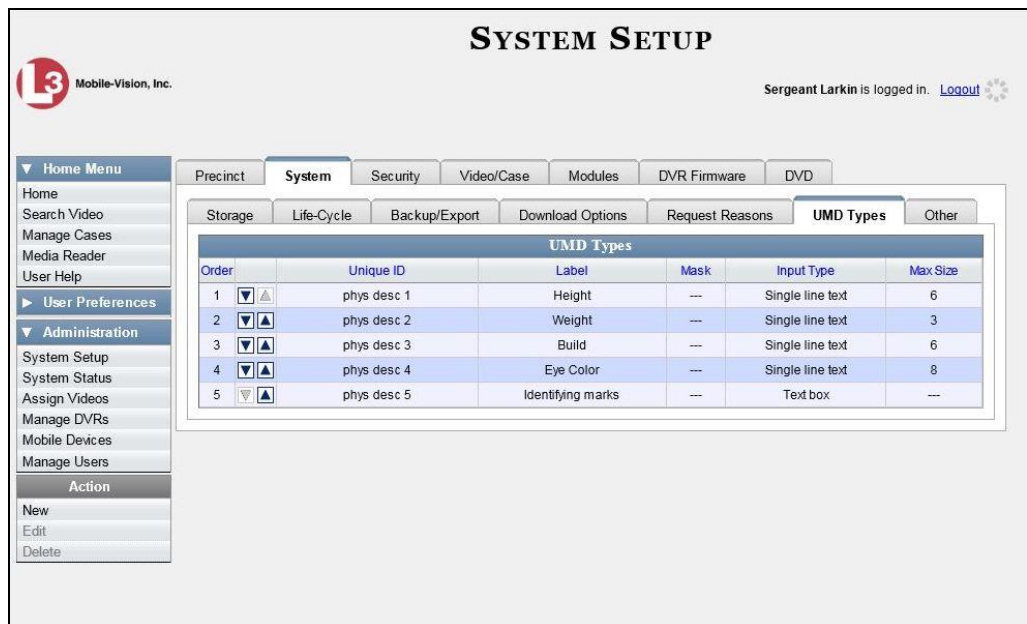 SYSTEM SETUP
L3 Mobile-Vision, Inc.
Sergeant Larkin is logged in. Logout
Home Menu
Home
Search Video
Manage Cases
Media Reader
User Help
User Preferences
Administration
System Setup
System Status
Assign Videos
Manage DVRs
Mobile Devices
Manage Users
Action
New
Edit
Delete
Precinct System Security Video/Case Modules DVR Firmware DVD
Storage Life-Cycle Backup/Export Download Options Request Reasons UMD Types Other
UMD Types
Order Unique ID Label Mask Input Type Max Size
1 phys desc 1 Height --- Single line text 6
2 phys desc 2 Weight --- Single line text 3
3 phys desc 3 Build --- Single line text 6
4 phys desc 4 Eye Color --- Single line text 8
5 phys desc 5 Identifying marks --- Text box ---